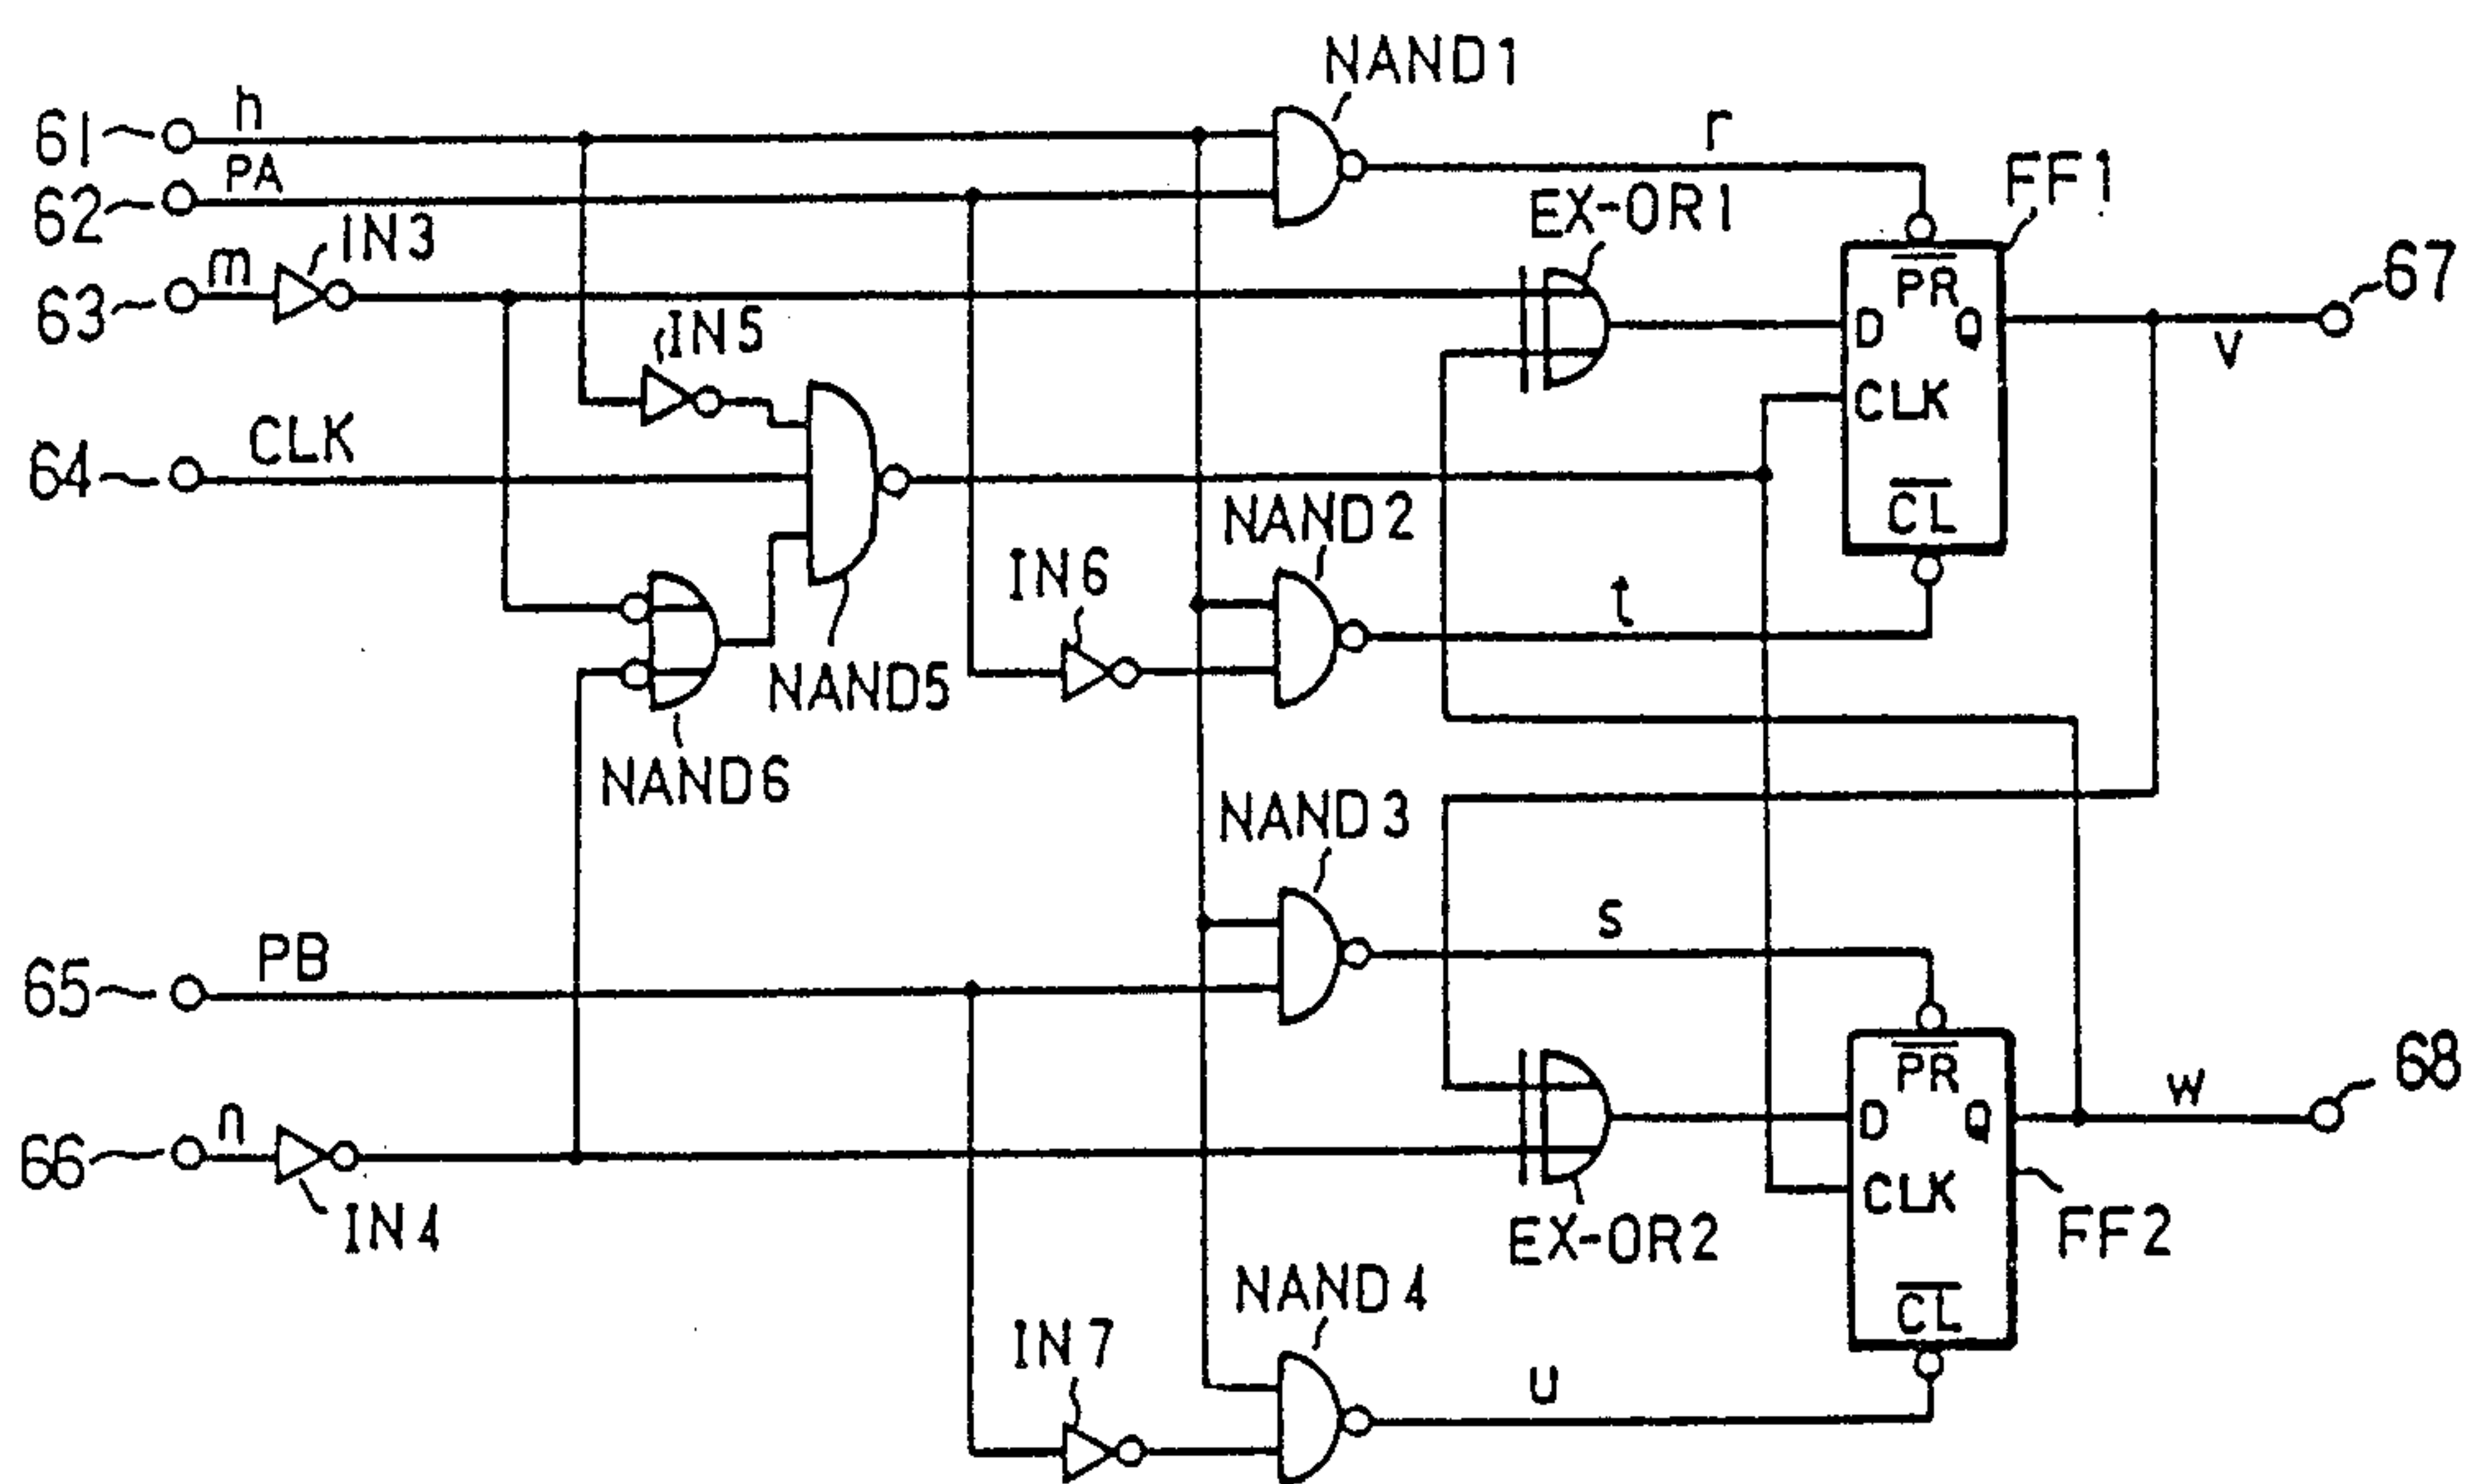 NAND1
61 h
PA
62
r
FF1
EX-OR1
IN3
63 m
67
PR
D Q
v
IN5
CLK
CLK
64
CL
NAND2
IN6
t
NAND5
NAND6
NAND3
PB
65
s
68
PR
w
n
66
D Q
IN4
CLK
EX-OR2
FF2
NAND4
CL
IN7
u